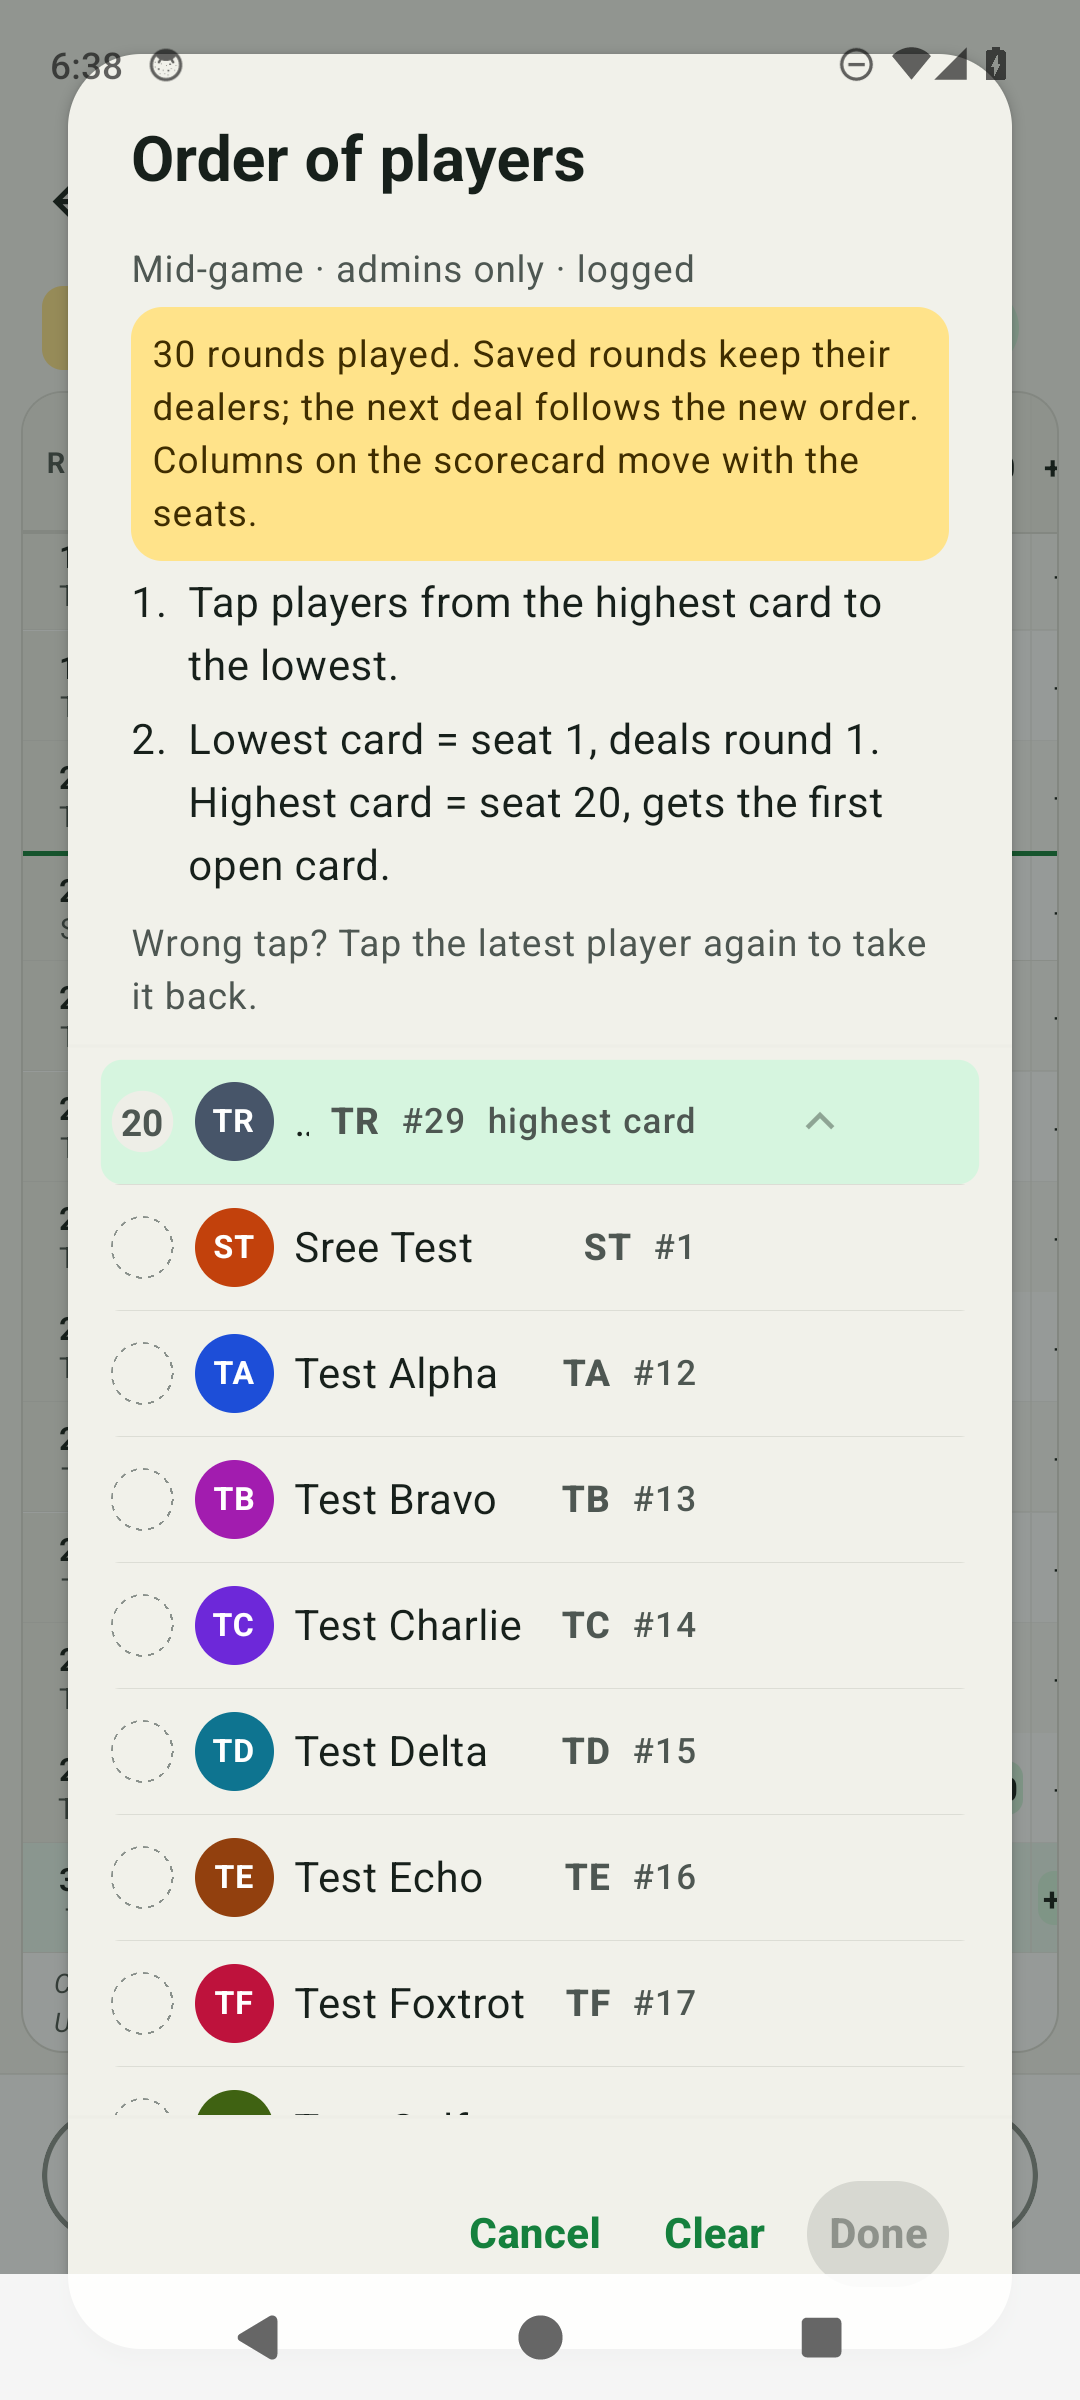 6:38
Order of players
Mid-game · admins only · logged
30 rounds played. Saved rounds keep their
dealers; the next deal follows the new order.
Columns on the scorecard move with the
seats.
1. Tap players from the highest card to
the lowest.
2. Lowest card = seat 1, deals round 1.
Highest card = seat 20, gets the first
open card.
Wrong tap? Tap the latest player again to take
it back.
20 TR .. TR #29 highest card
ST Sree Test ST #1
TA Test Alpha TA #12
TB Test Bravo TB #13
TC Test Charlie TC #14
TD Test Delta TD #15
TE Test Echo TE #16
TF Test Foxtrot TF #17
Cancel Clear Done